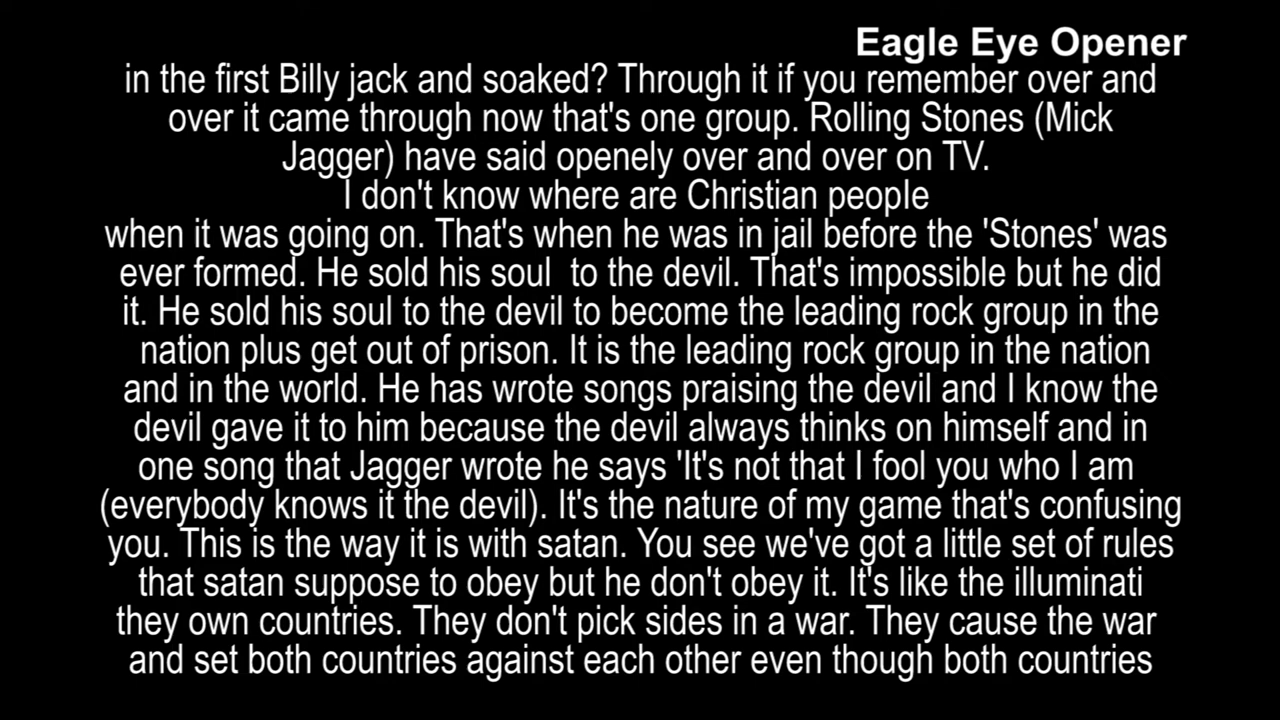 Eagle Eye Opener
in the first Billy jack and soaked? Through it if you remember over and
over it came through now that's one group. Rolling Stones (Mick
Jagger) have said openely over and over on TV.
I don't know where are Christian people
when it was going on. That's when he was in jail before the 'Stones' was
ever formed. He sold his soul  to the devil. That's impossible but he did
it. He sold his soul to the devil to become the leading rock group in the
nation plus get out of prison. It is the leading rock group in the nation
and in the world. He has wrote songs praising the devil and I know the
devil gave it to him because the devil always thinks on himself and in
one song that Jagger wrote he says 'It's not that I fool you who I am
(everybody knows it the devil). It's the nature of my game that's confusing
you. This is the way it is with satan. You see we've got a little set of rules
that satan suppose to obey but he don't obey it. It's like the illuminati
they own countries. They don't pick sides in a war. They cause the war
and set both countries against each other even though both countries